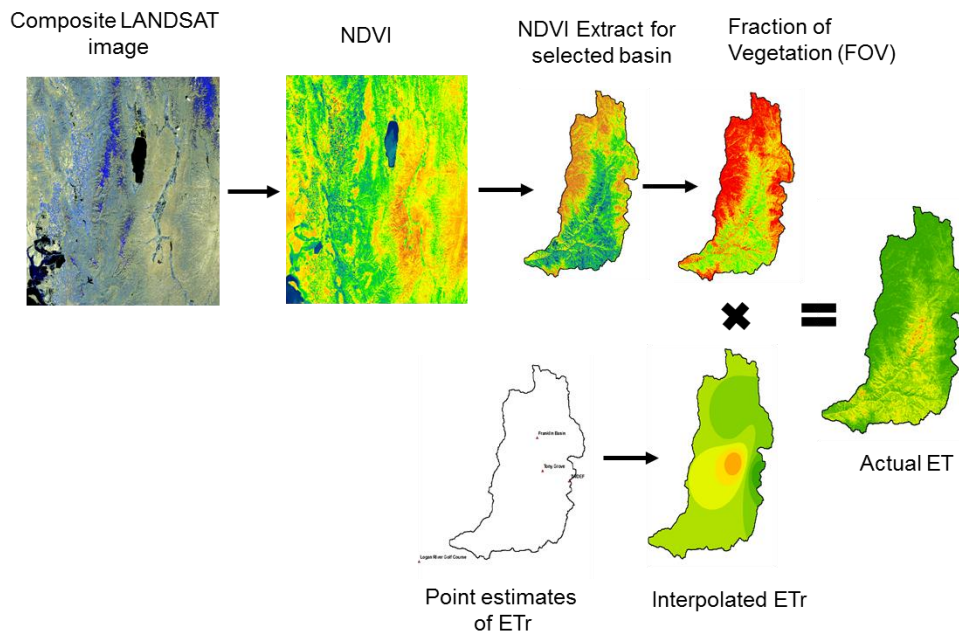 Composite LANDSAT
image
NDVI
NDVI Extract for
selected basin
Fraction of
Vegetation (FOV)
Franklin Basin
Tony Grove
Logan River Golf Course
Actual ET
Point estimates
of ETr
Interpolated ETr